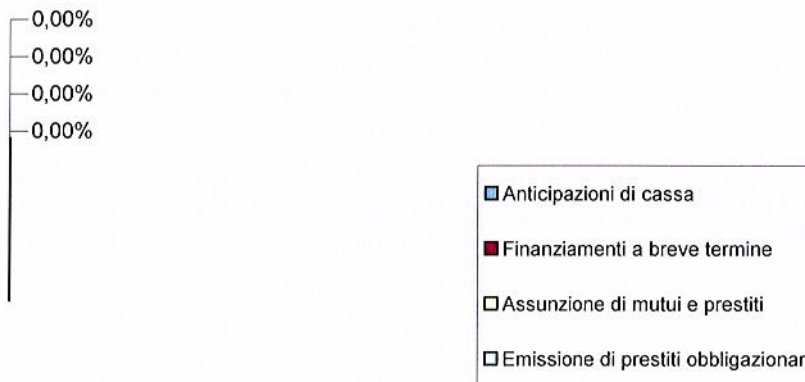 0,00%
0,00%
0,00%
0,00%
Anticipazioni di cassa
Finanziamenti a breve termine
Assunzione di mutui e prestiti
Emissione di prestiti obbligazionar